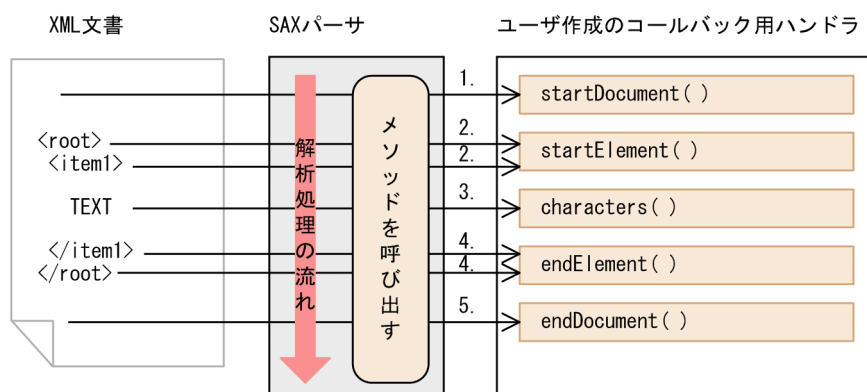 XML文書
SAXパーサ
ユーザ作成のコールバック用ハンドラ
1.
startDocument( )
<root>
2.
startElement( )
<item1>
2.
TEXT
3.
characters( )
</item1>
4.
</root>
4.
endElement( )
5.
endDocument( )
解析処理の流れ
メソッドを呼び出す